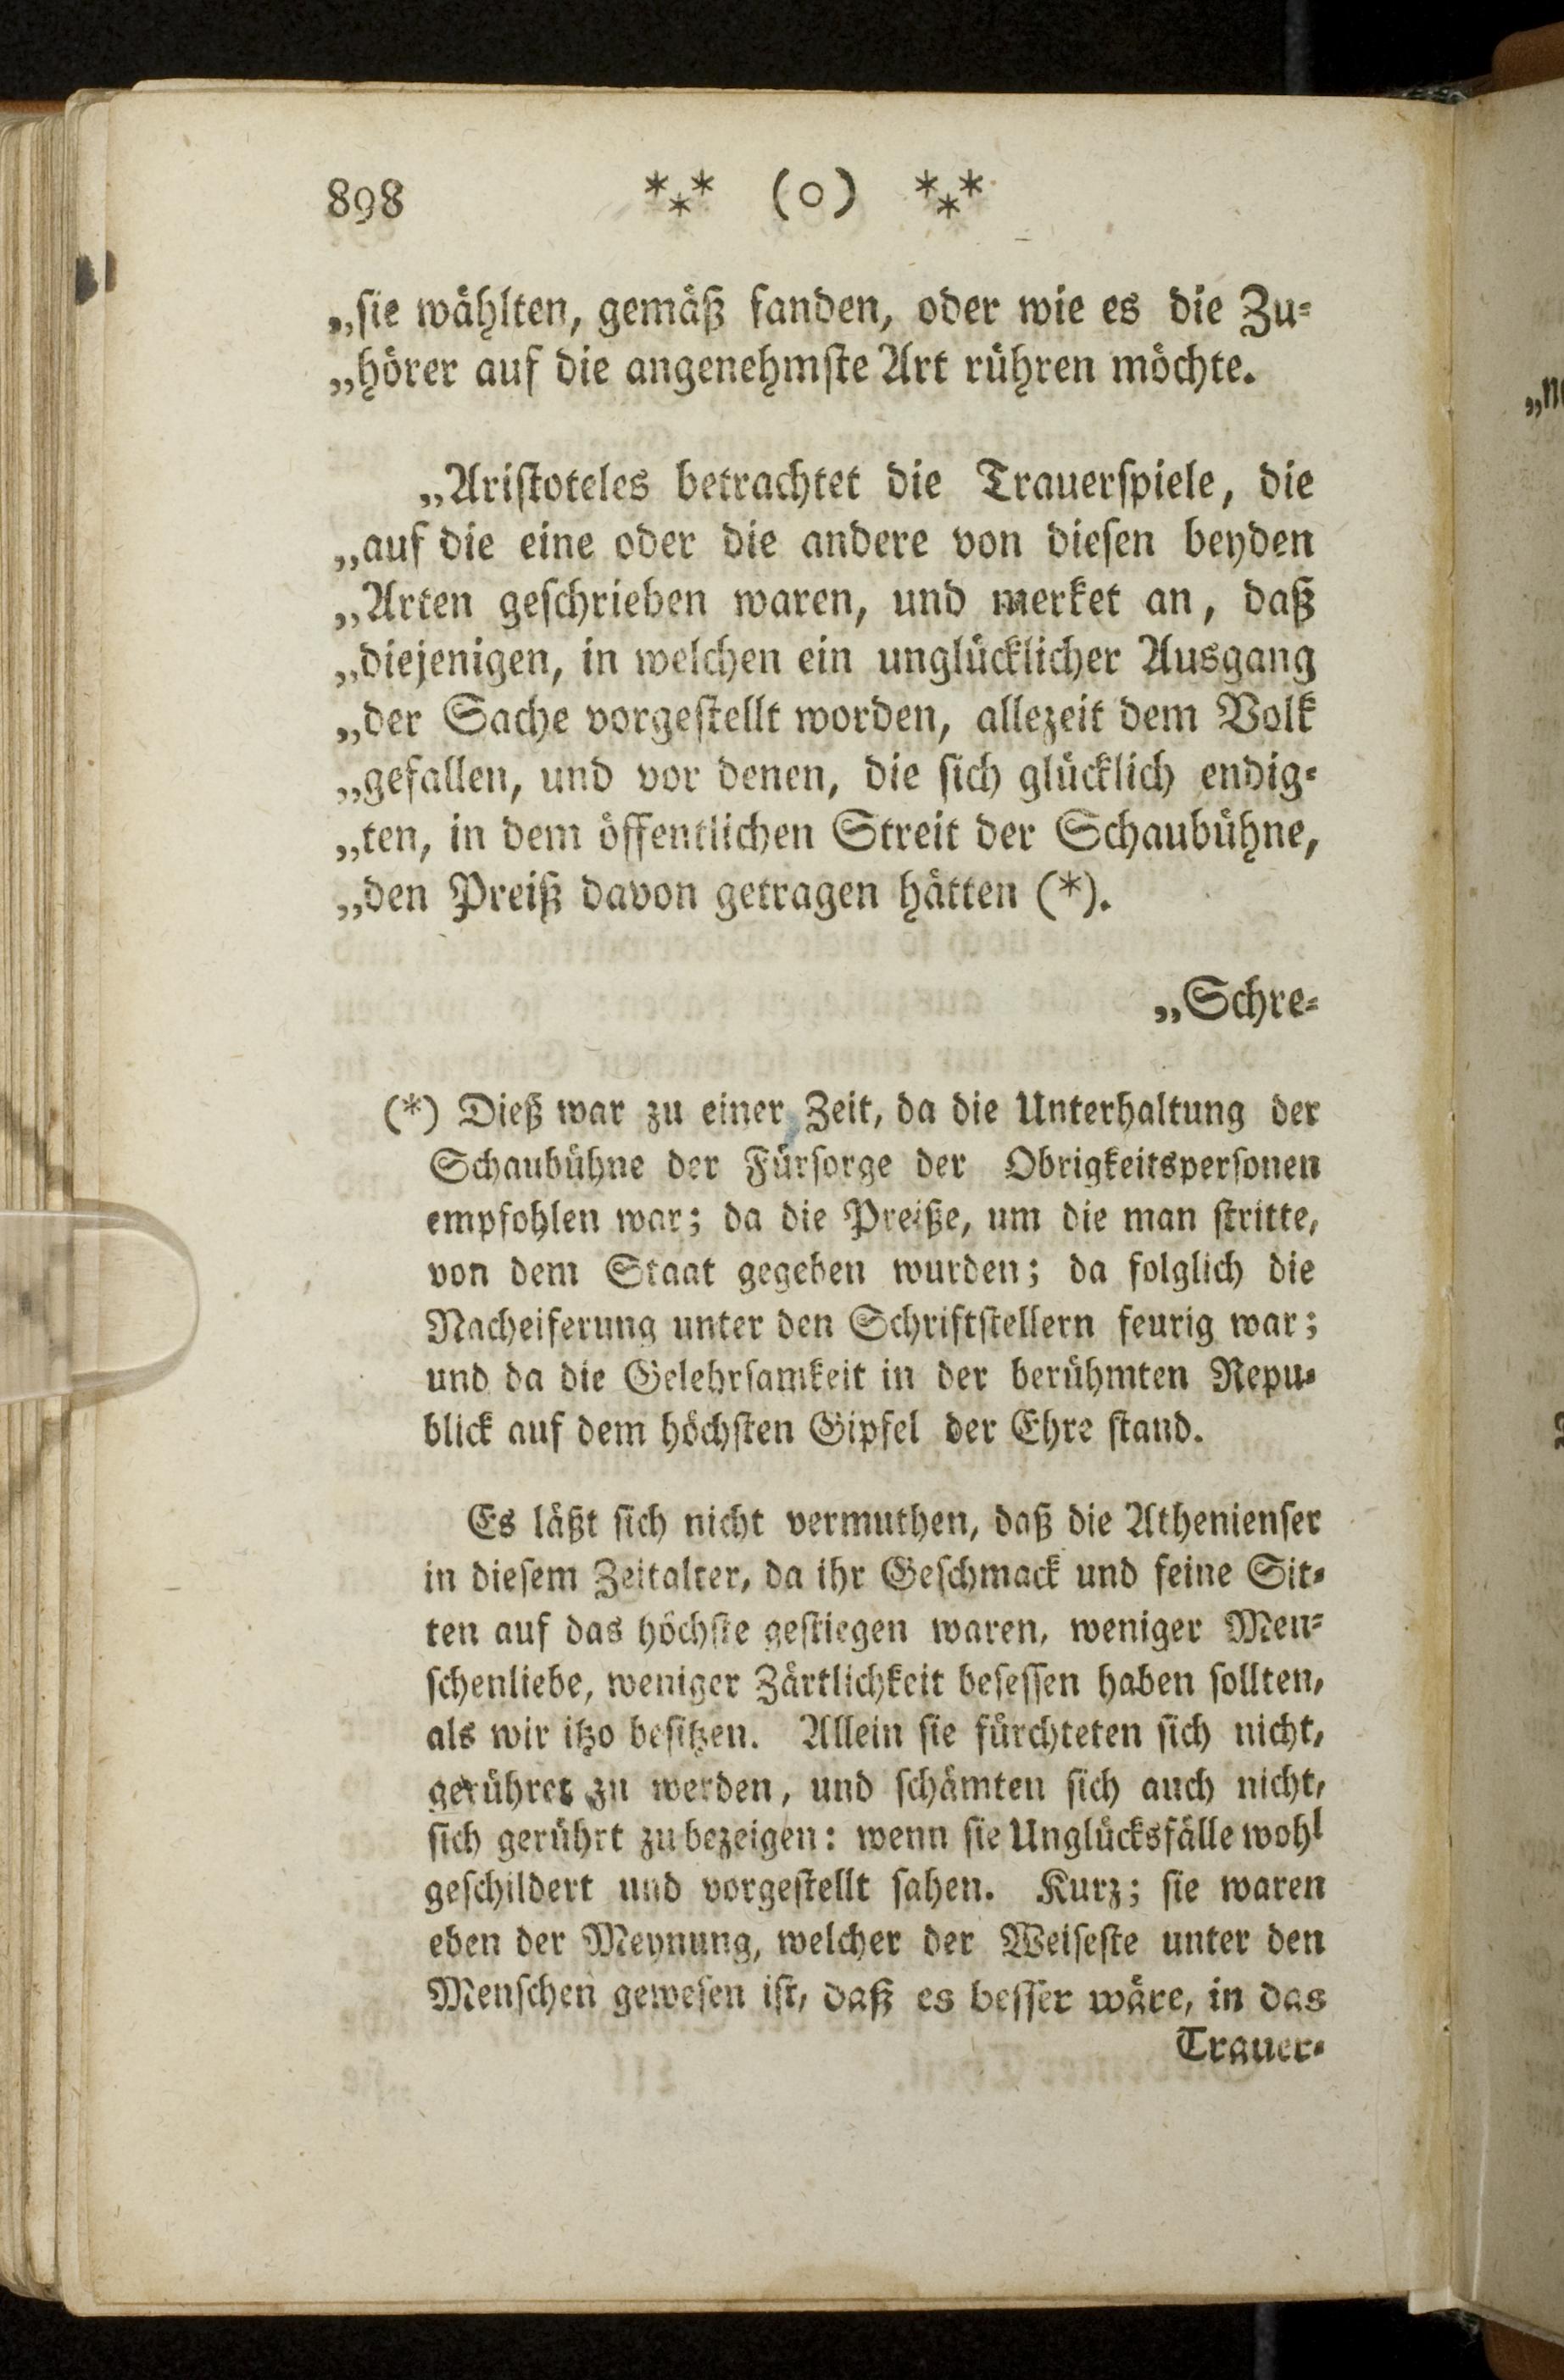 898 *** (o) ***
„sie wählten, gemäß fanden, oder wie es die Zu-
„hörer auf die angenehmste Art rühren möchte.
„Aristoteles betrachtet die Trauerspiele, die
„auf die eine oder die andere von diesen beyden
„Arten geschrieben waren, und merket an, daß
„diejenigen, in welchen ein unglücklicher Ausgang
„der Sache vorgestellt worden, allezeit dem Volk
„gefallen, und vor denen, die sich glücklich endig-
„ten, in dem öffentlichen Streit der Schaubühne,
„den Preiß davon getragen hätten (*).
„Schre-
(*) Dieß war zu einer Zeit, da die Unterhaltung der
Schaubühne der Fürsorge der Obrigkeitspersonen
empfohlen war; da die Preiße, um die man stritte,
von dem Staat gegeben wurden; da folglich die
Nacheiferung unter den Schriftstellern feurig war;
und da die Gelehrsamkeit in der berühmten Repu-
blick auf dem höchsten Gipfel der Ehre stand.
Es läßt sich nicht vermuthen, daß die Athenienser
in diesem Zeitalter, da ihr Geschmack und feine Sit-
ten auf das höchste gestiegen waren, weniger Men-
schenliebe, weniger Zärtlichkeit besessen haben sollten,
als wir itzo besitzen. Allein sie fürchteten sich nicht,
gerühret zu werden, und schämten sich auch nicht,
sich gerührt zu bezeigen: wenn sie Unglücksfälle wohl
geschildert und vorgestellt sahen. Kurz; sie waren
eben der Meynung, welcher der Weiseste unter den
Menschen gewesen ist, daß es besser wäre, in das
Trauer-